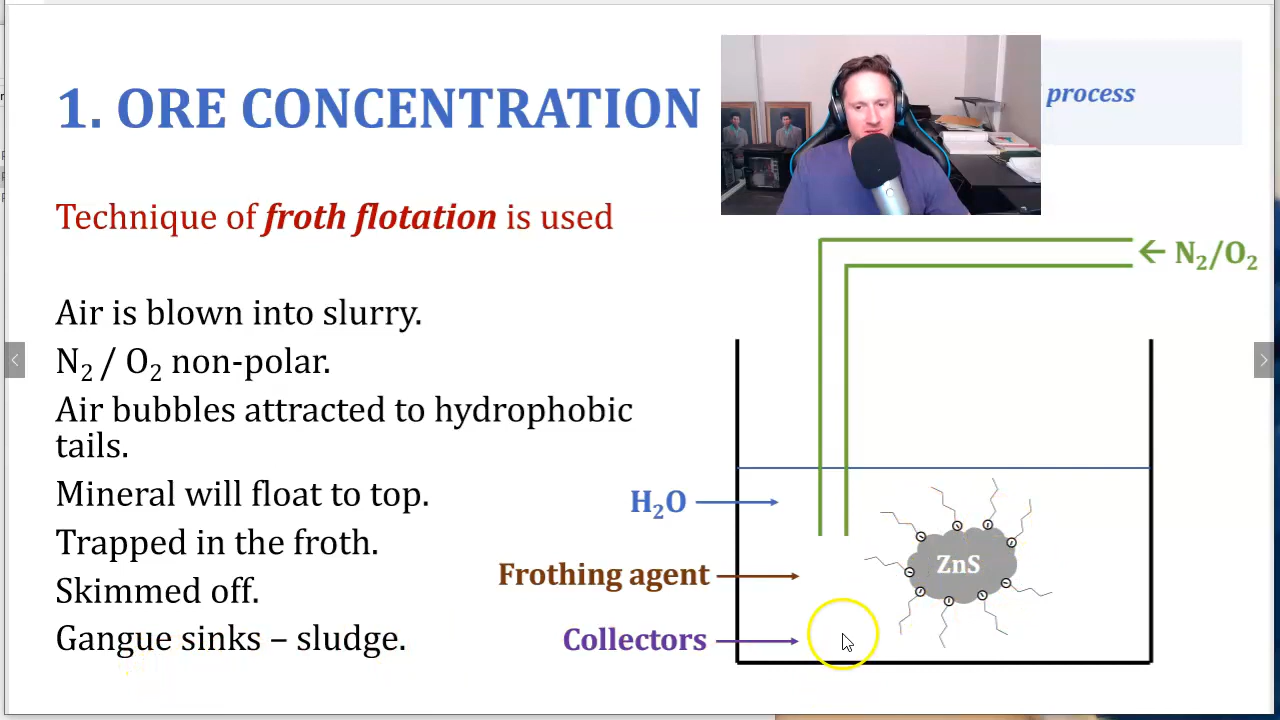 1. ORE CONCENTRATION
process
Technique of froth flotation is used
Air is blown into slurry.
N₂ / O₂ non-polar.
Air bubbles attracted to hydrophobic
tails.
Mineral will float to top.
Trapped in the froth.
Skimmed off.
Gangue sinks – sludge.
← N₂/O₂
H₂O
Frothing agent
Collectors
ZnS